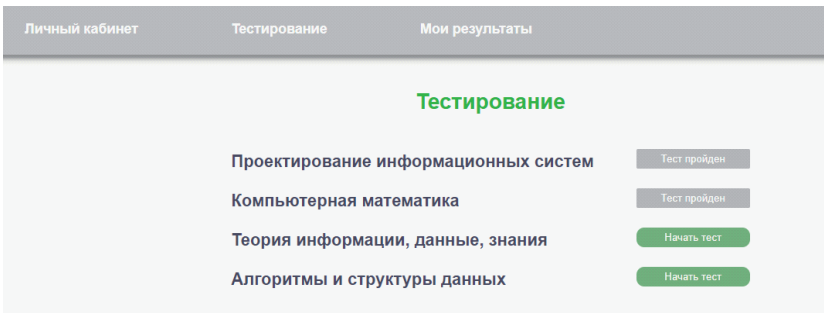 Личный кабинет Тестирование Мои результаты
Тестирование
Проектирование информационных систем Тест пройден
Компьютерная математика Тест пройден
Теория информации, данные, знания Начать тест
Алгоритмы и структуры данных Начать тест